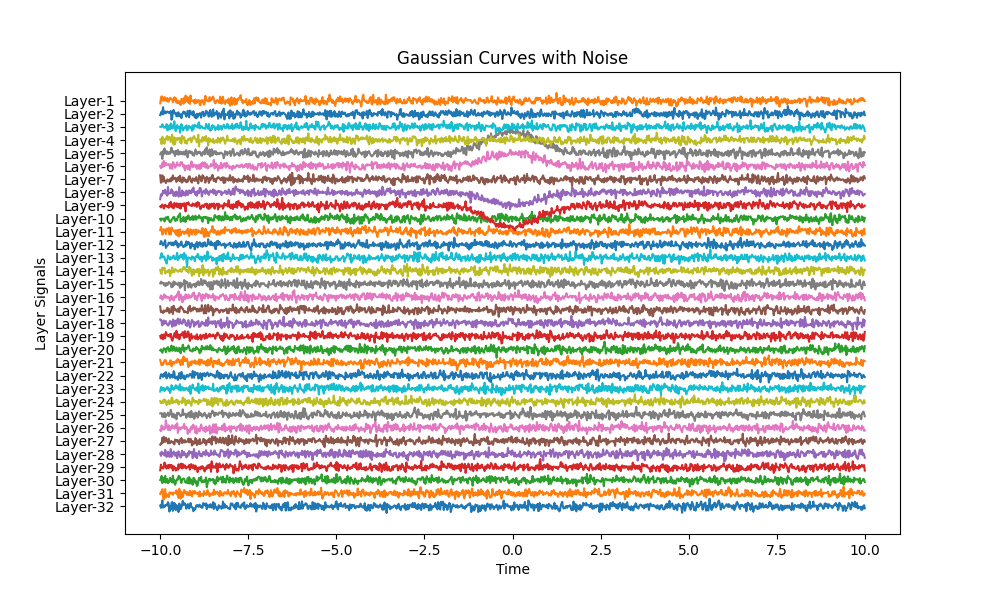 Gaussian Curves with Noise
Layer Signals
Layer-1
Layer-2
Layer-3
Layer-4
Layer-5
Layer-6
Layer-7
Layer-8
Layer-9
Layer-10
Layer-11
Layer-12
Layer-13
Layer-14
Layer-15
Layer-16
Layer-17
Layer-18
Layer-19
Layer-20
Layer-21
Layer-22
Layer-23
Layer-24
Layer-25
Layer-26
Layer-27
Layer-28
Layer-29
Layer-30
Layer-31
Layer-32
−10.0 −7.5 −5.0 −2.5 0.0 2.5 5.0 7.5 10.0
Time